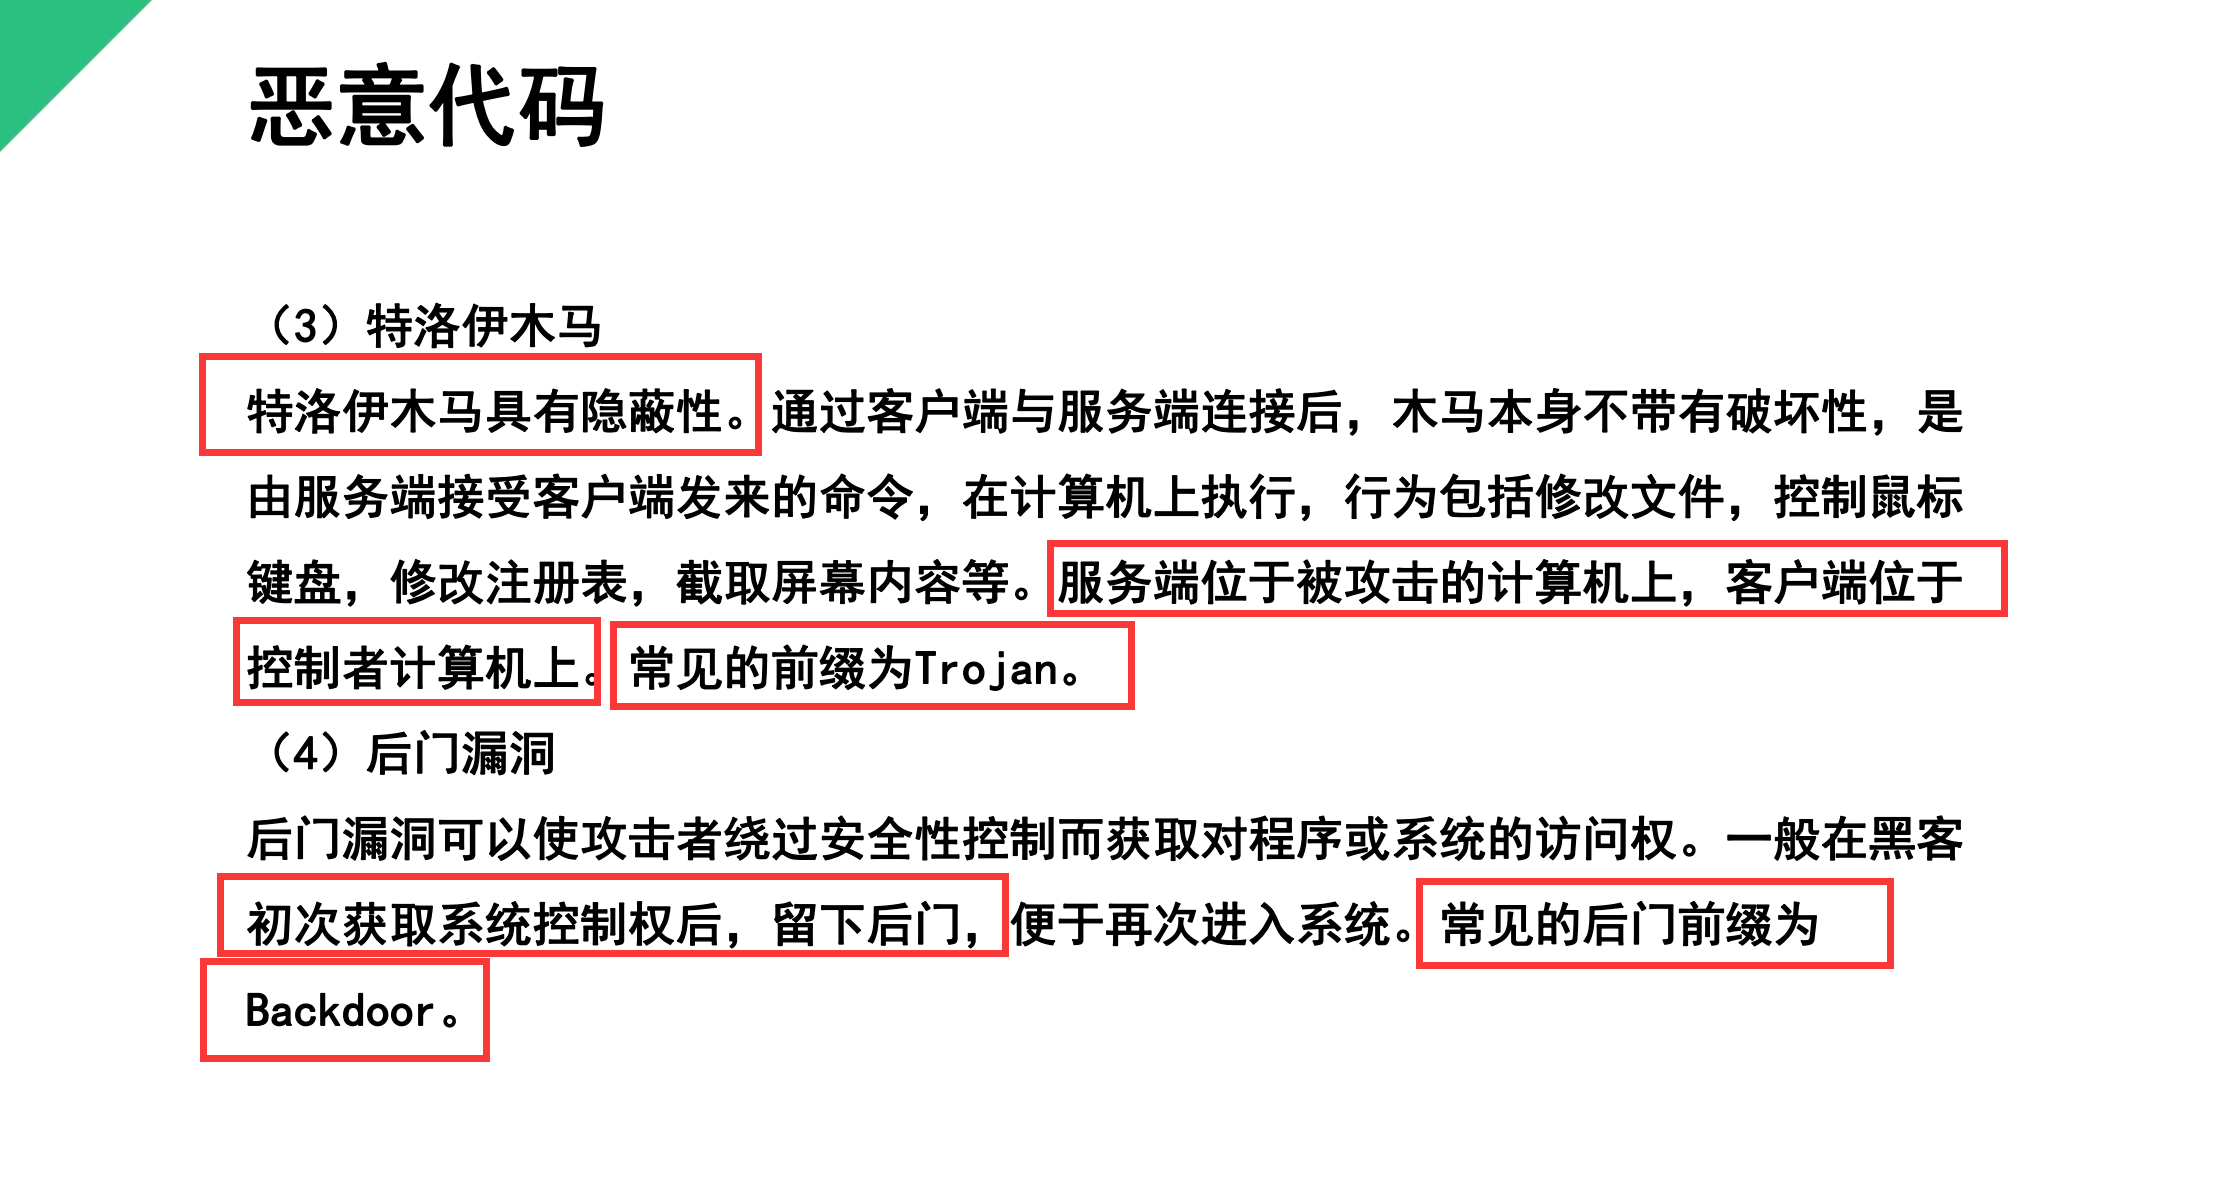 恶意代码
（3）特洛伊木马
特洛伊木马具有隐蔽性。通过客户端与服务端连接后，木马本身不带有破坏性，是
由服务端接受客户端发来的命令，在计算机上执行，行为包括修改文件，控制鼠标
键盘，修改注册表，截取屏幕内容等。服务端位于被攻击的计算机上，客户端位于
控制者计算机上。常见的前缀为Trojan。
（4）后门漏洞
后门漏洞可以使攻击者绕过安全性控制而获取对程序或系统的访问权。一般在黑客
初次获取系统控制权后，留下后门，便于再次进入系统。常见的后门前缀为
Backdoor。